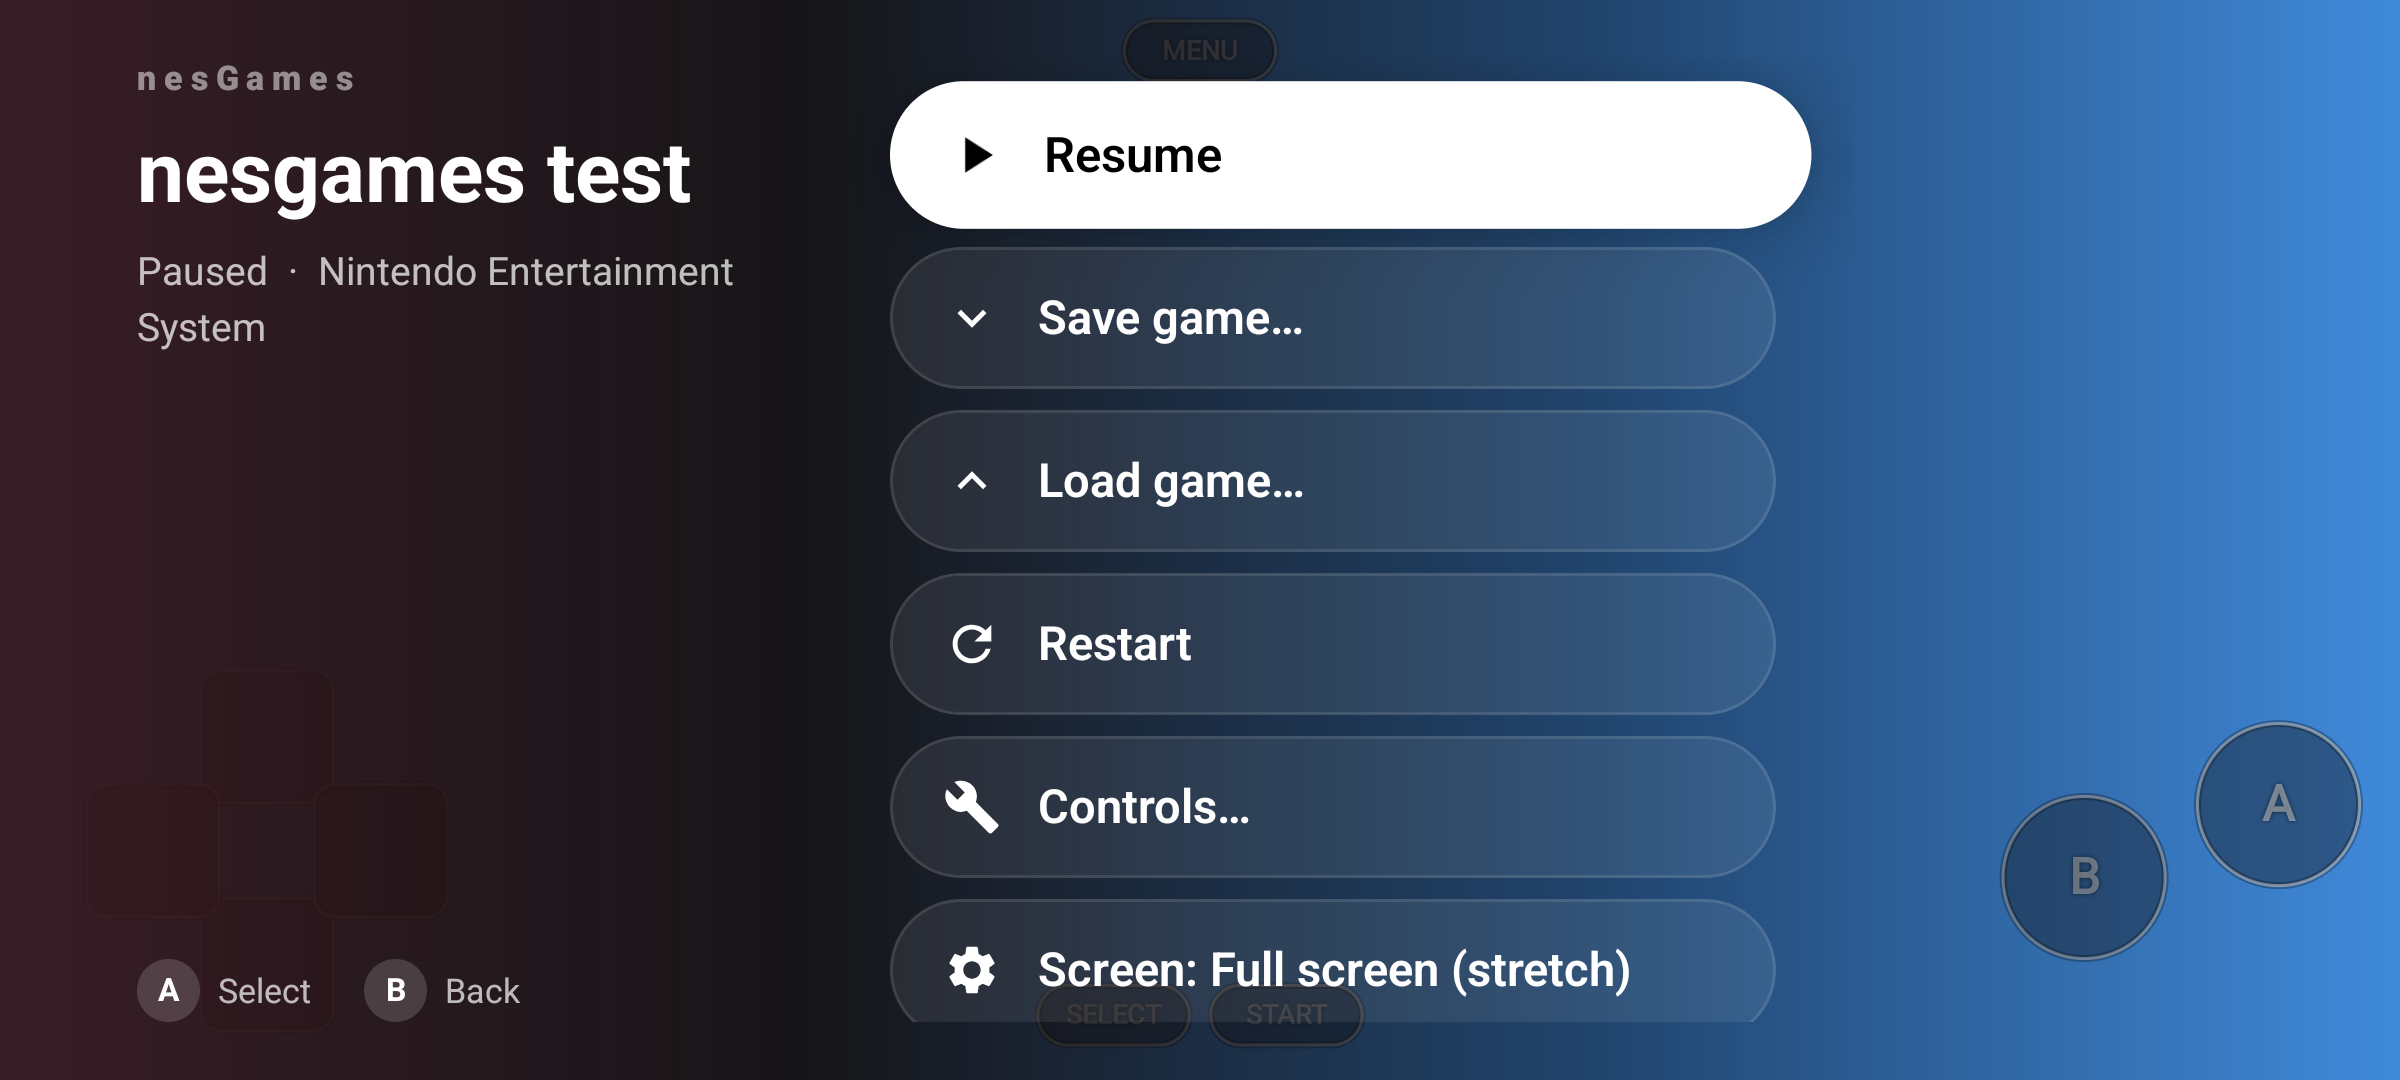 nesGames
nesgames test
Paused · Nintendo Entertainment
System
MENU
Resume
Save game…
Load game…
Restart
Controls…
Screen: Full screen (stretch)
SELECT
START
A Select
B Back
B
A